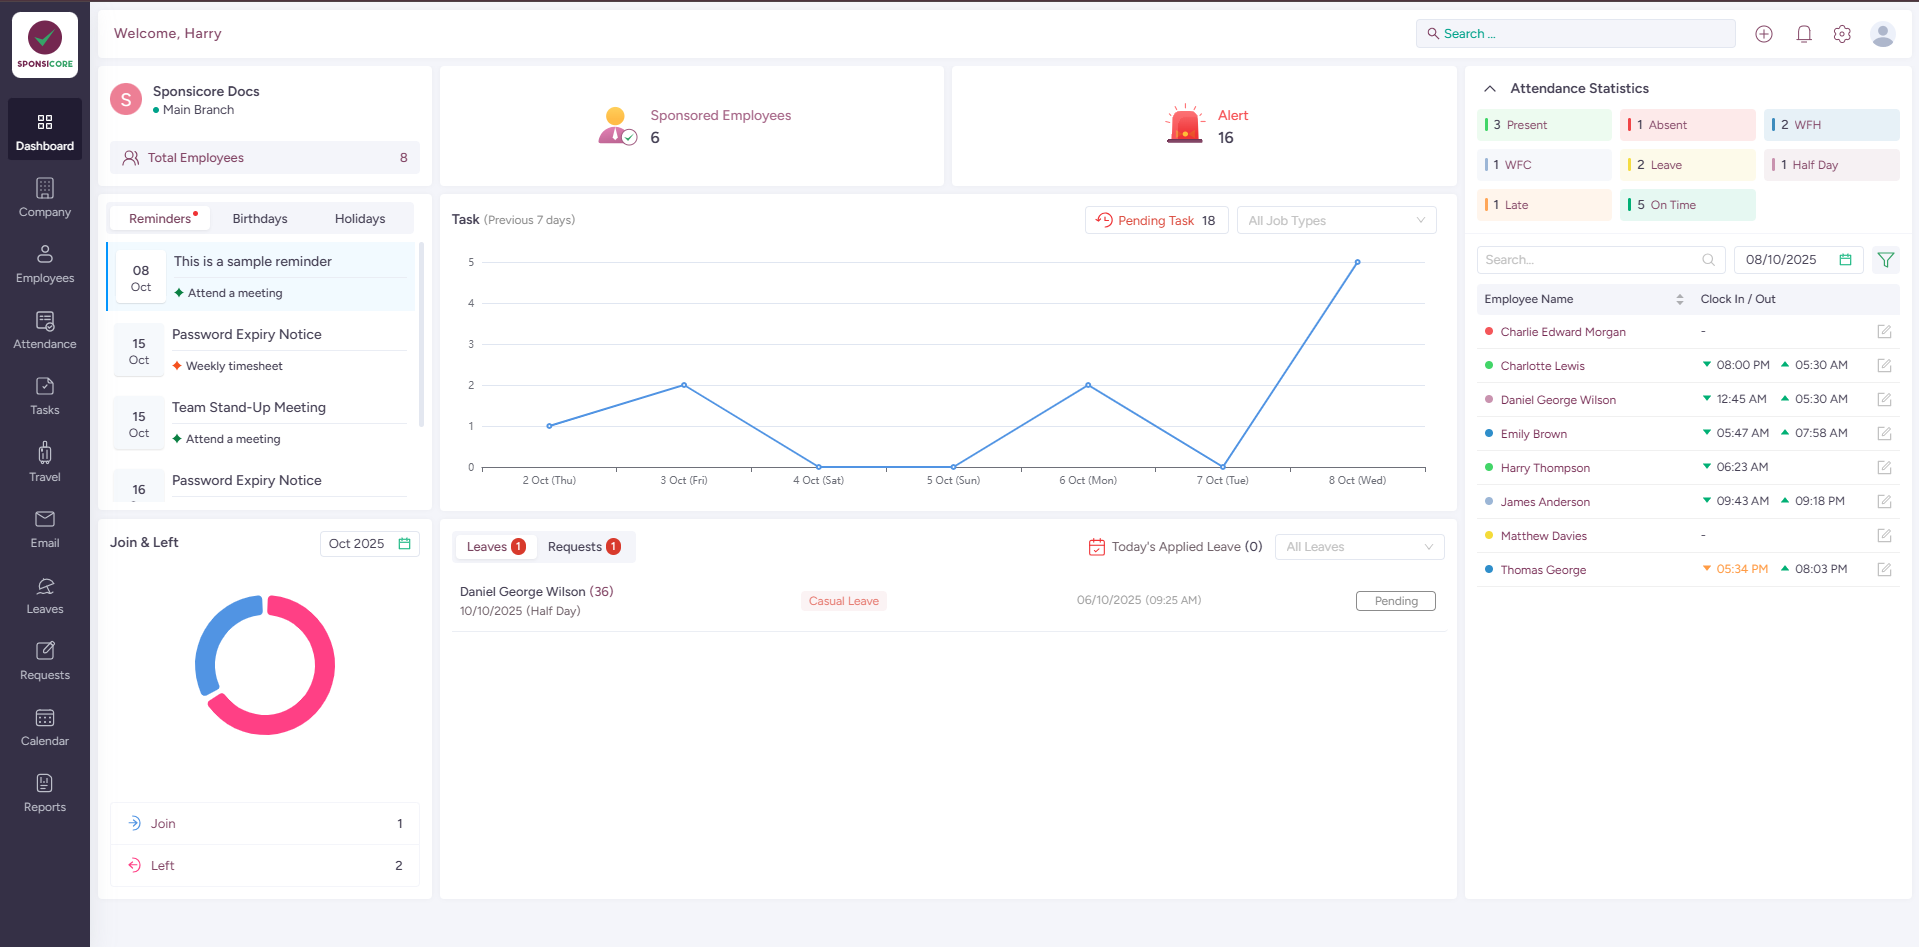 SPONSICORE
Dashboard
Company
Employees
Attendance
Tasks
Travel
Email
Leaves
Requests
Calendar
Reports
Welcome, Harry
Search ...
S
Sponsicore Docs
Main Branch
Total Employees 8
Sponsored Employees
6
Alert
16
Reminders Birthdays Holidays
08 Oct
This is a sample reminder
Attend a meeting
15 Oct
Password Expiry Notice
Weekly timesheet
15 Oct
Team Stand-Up Meeting
Attend a meeting
16
Password Expiry Notice
Task (Previous 7 days)
Pending Task 18
All Job Types
5
4
3
2
1
0
2 Oct (Thu) 3 Oct (Fri) 4 Oct (Sat) 5 Oct (Sun) 6 Oct (Mon) 7 Oct (Tue) 8 Oct (Wed)
Join & Left
Oct 2025
Join 1
Left 2
Leaves 1 Requests 1
Today's Applied Leave (0)
All Leaves
Daniel George Wilson (36)
10/10/2025 (Half Day)
Casual Leave
06/10/2025 (09:25 AM)
Pending
Attendance Statistics
3 Present 1 Absent 2 WFH
1 WFC 2 Leave 1 Half Day
1 Late 5 On Time
Search...
08/10/2025
Employee Name Clock In / Out
Charlie Edward Morgan -
Charlotte Lewis 08:00 PM 05:30 AM
Daniel George Wilson 12:45 AM 05:30 AM
Emily Brown 05:47 AM 07:58 AM
Harry Thompson 06:23 AM
James Anderson 09:43 AM 09:18 PM
Matthew Davies -
Thomas George 05:34 PM 08:03 PM